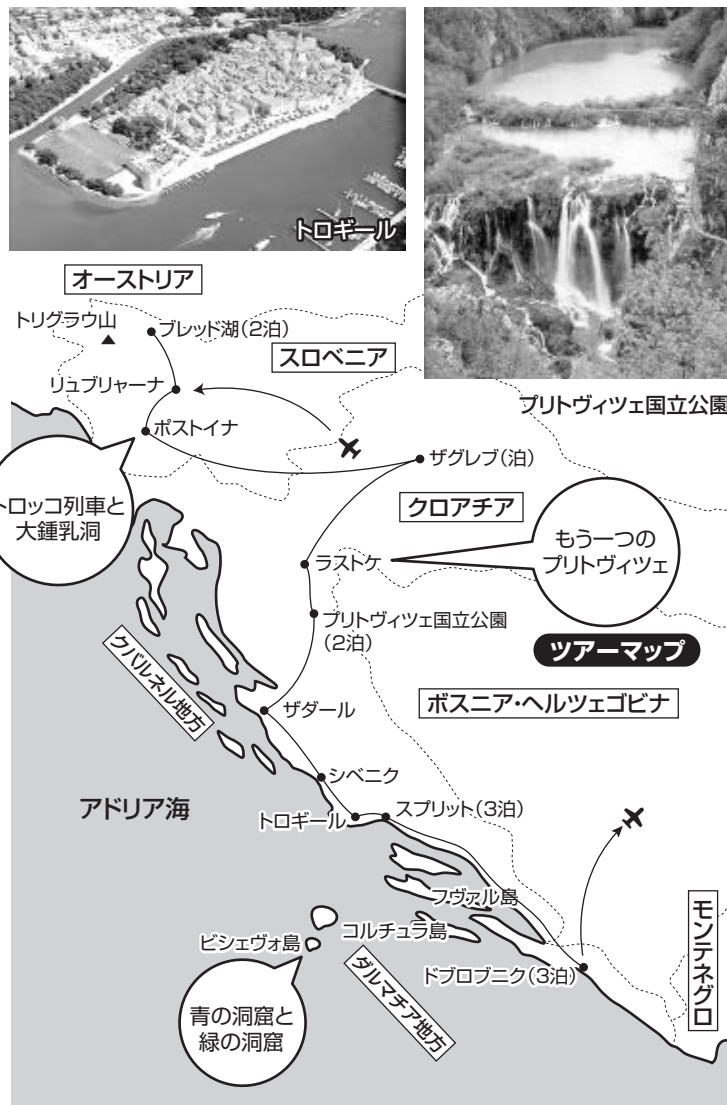 トロギール
プリトヴィツェ国立公園
オーストリア
トリグラウ山
ブレッド湖(2泊)
スロベニア
リュブリャーナ
ポストイナ
ザグレブ(泊)
トロッコ列車と
大鍾乳洞
クロアチア
もう一つの
プリトヴィツェ
ラストケ
プリトヴィツェ国立公園
(2泊)
ツアーマップ
クバルネル地方
ボスニア・ヘルツェゴビナ
ザダール
シベニク
アドリア海
トロギール
スプリット(3泊)
フヴァル島
コルチュラ島
ビシェヴォ島
モンテネグロ
ドブロブニク(3泊)
ダルマチア地方
青の洞窟と
緑の洞窟